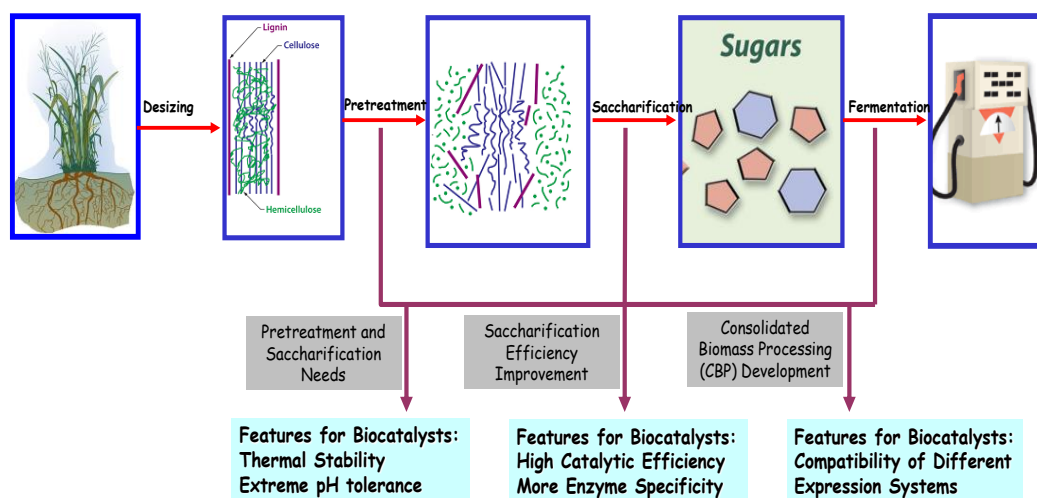 Lignin
Cellulose
Hemicellulose
Desizing
Pretreatment
Saccharification
Sugars
Fermentation
Pretreatment and
Saccharification
Needs
Saccharification
Efficiency
Improvement
Consolidated
Biomass Processing
(CBP) Development
Features for Biocatalysts:
Thermal Stability
Extreme pH tolerance
Features for Biocatalysts:
High Catalytic Efficiency
More Enzyme Specificity
Features for Biocatalysts:
Compatibility of Different
Expression Systems